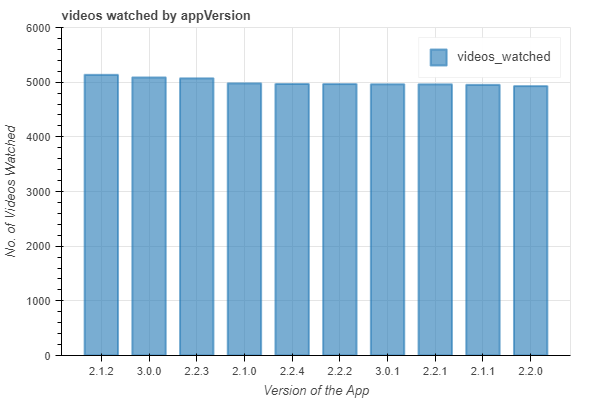 videos watched by appVersion
6000
5000
4000
3000
2000
1000
0
No. of Videos Watched
videos_watched
2.1.2 3.0.0 2.2.3 2.1.0 2.2.4 2.2.2 3.0.1 2.2.1 2.1.1 2.2.0
Version of the App